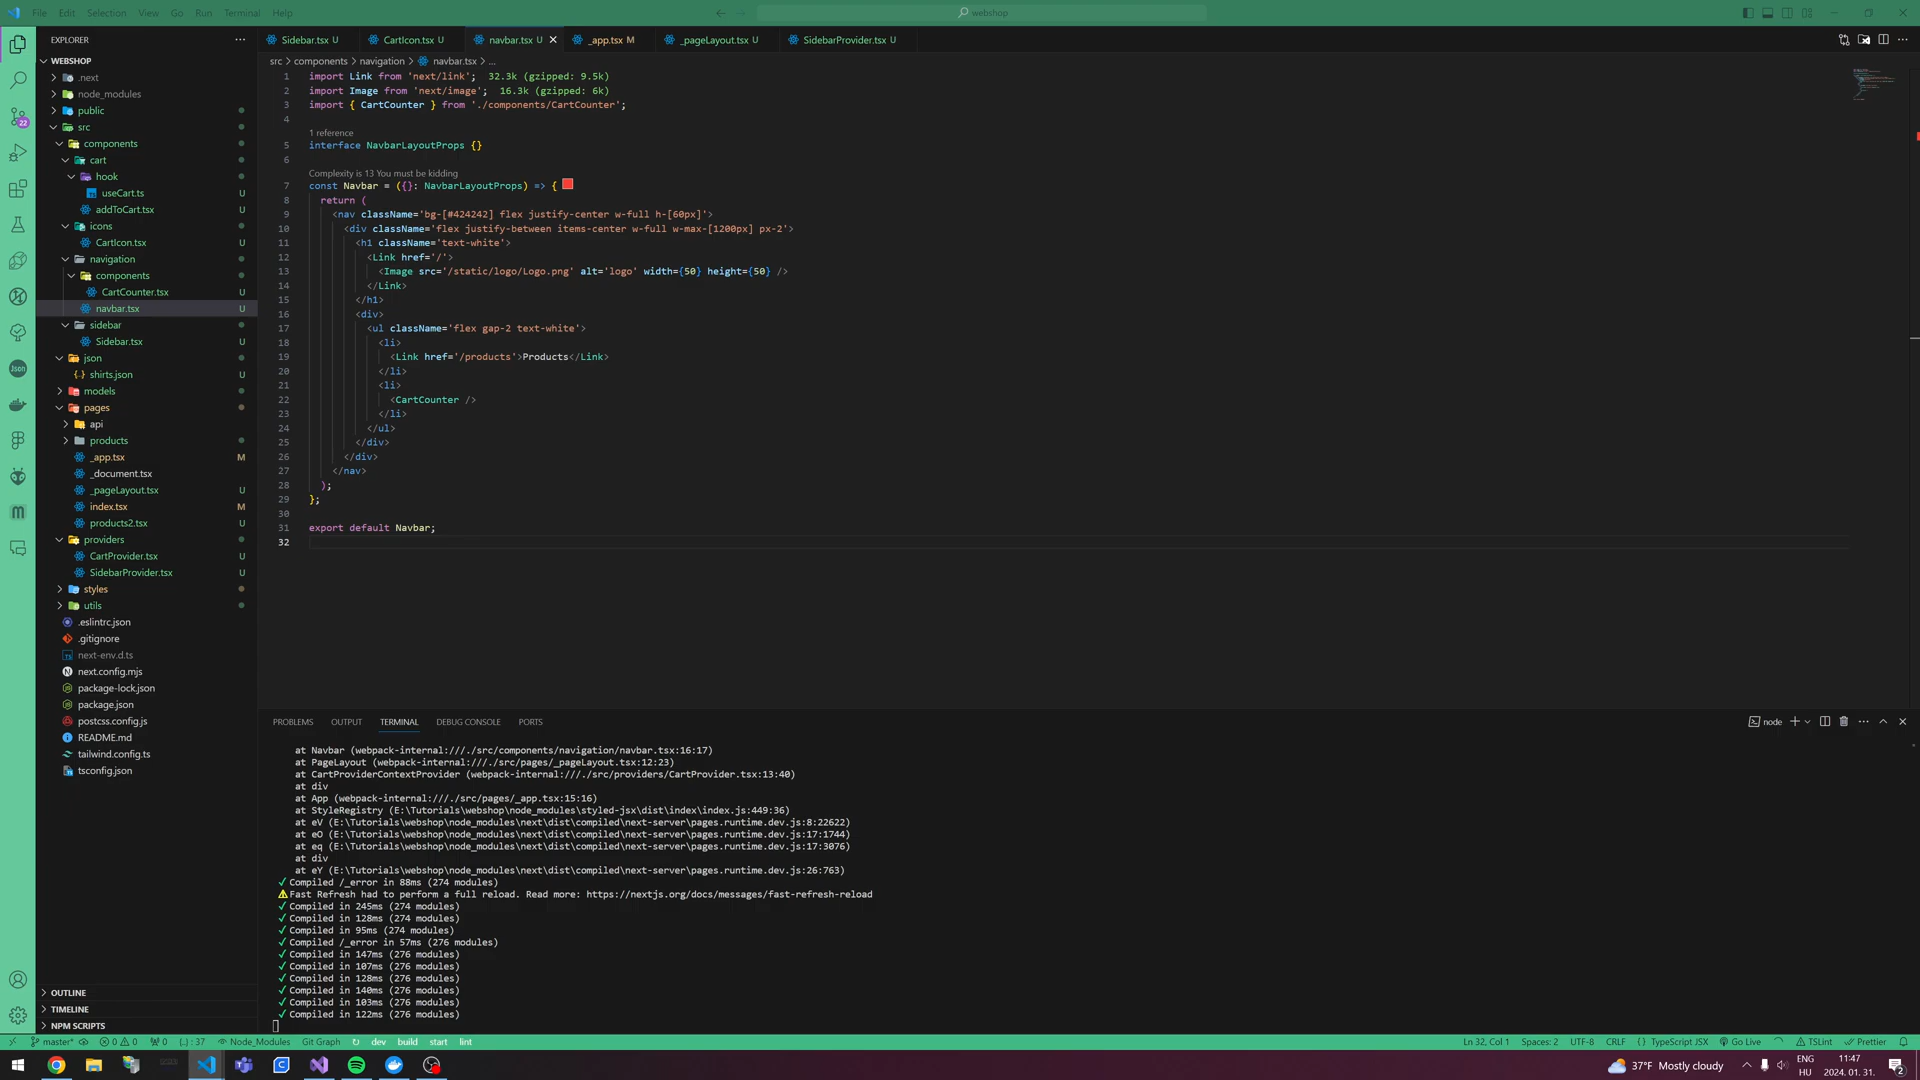 File Edit Selection View Go Run Terminal Help
webshop
EXPLORER
WEBSHOP
.next
node_modules
public
src
components
cart
hook
useCart.ts U
addToCart.tsx U
icons
CartIcon.tsx U
navigation
components
CartCounter.tsx U
navbar.tsx U
sidebar
Sidebar.tsx U
json
shirts.json U
models
pages
api
products
_app.tsx M
_document.tsx
_pageLayout.tsx U
index.tsx M
products2.tsx U
providers
CartProvider.tsx U
SidebarProvider.tsx U
styles
utils
.eslintrc.json
.gitignore
next-env.d.ts
next.config.mjs
package-lock.json
package.json
postcss.config.js
README.md
tailwind.config.ts
tsconfig.json
OUTLINE
TIMELINE
NPM SCRIPTS
22
Json
Sidebar.tsx U CartIcon.tsx U navbar.tsx U _app.tsx M _pageLayout.tsx U SidebarProvider.tsx U
src > components > navigation > navbar.tsx > ...
1 import Link from 'next/link'; 32.3k (gzipped: 9.5k)
2 import Image from 'next/image'; 16.3k (gzipped: 6k)
3 import { CartCounter } from './components/CartCounter';
4
1 reference
5 interface NavbarLayoutProps {}
6
Complexity is 13 You must be kidding
7 const Navbar = ({}: NavbarLayoutProps) => {
8 return (
9 <nav className='bg-[#424242] flex justify-center w-full h-[60px]'>
10 <div className='flex justify-between items-center w-full w-max-[1200px] px-2'>
11 <h1 className='text-white'>
12 <Link href='/'>
13 <Image src='/static/logo/Logo.png' alt='logo' width={50} height={50} />
14 </Link>
15 </h1>
16 <div>
17 <ul className='flex gap-2 text-white'>
18 <li>
19 <Link href='/products'>Products</Link>
20 </li>
21 <li>
22 <CartCounter />
23 </li>
24 </ul>
25 </div>
26 </div>
27 </nav>
28 );
29 };
30
31 export default Navbar;
32
PROBLEMS OUTPUT TERMINAL DEBUG CONSOLE PORTS
node
at Navbar (webpack-internal:///./src/components/navigation/navbar.tsx:16:17)
at PageLayout (webpack-internal:///./src/pages/_pageLayout.tsx:12:23)
at CartProviderContextProvider (webpack-internal:///./src/providers/CartProvider.tsx:13:40)
at div
at App (webpack-internal:///./src/pages/_app.tsx:15:16)
at StyleRegistry (E:\Tutorials\webshop\node_modules\styled-jsx\dist\index\index.js:449:36)
at eV (E:\Tutorials\webshop\node_modules\next\dist\compiled\next-server\pages.runtime.dev.js:8:22622)
at eO (E:\Tutorials\webshop\node_modules\next\dist\compiled\next-server\pages.runtime.dev.js:17:1744)
at eq (E:\Tutorials\webshop\node_modules\next\dist\compiled\next-server\pages.runtime.dev.js:17:3076)
at div
at eY (E:\Tutorials\webshop\node_modules\next\dist\compiled\next-server\pages.runtime.dev.js:26:763)
✓ Compiled /_error in 88ms (274 modules)
⚠ Fast Refresh had to perform a full reload. Read more: https://nextjs.org/docs/messages/fast-refresh-reload
✓ Compiled in 245ms (274 modules)
✓ Compiled in 128ms (274 modules)
✓ Compiled in 95ms (274 modules)
✓ Compiled /_error in 57ms (276 modules)
✓ Compiled in 147ms (276 modules)
✓ Compiled in 107ms (276 modules)
✓ Compiled in 128ms (276 modules)
✓ Compiled in 140ms (276 modules)
✓ Compiled in 103ms (276 modules)
✓ Compiled in 122ms (276 modules)
master* 0 0 0 {..} : 37 Node_Modules Git Graph dev build start lint
Ln 32, Col 1 Spaces: 2 UTF-8 CRLF {} TypeScript JSX Go Live TSLint Prettier
37°F Mostly cloudy
ENG
HU
11:47
2024. 01. 31.
2